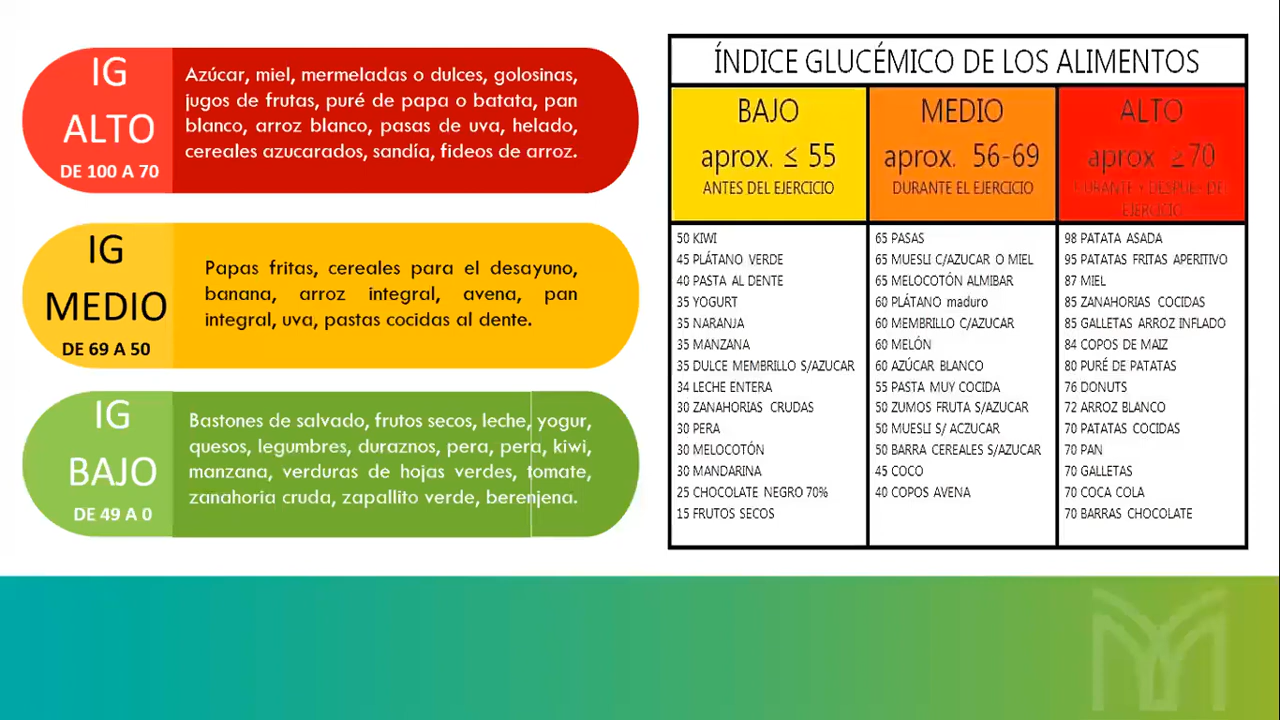 IG
ALTO
DE 100 A 70
Azúcar, miel, mermeladas o dulces, golosinas,
jugos de frutas, puré de papa o batata, pan
blanco, arroz blanco, pasas de uva, helado,
cereales azucarados, sandía, fideos de arroz.
IG
MEDIO
DE 69 A 50
Papas fritas, cereales para el desayuno,
banana, arroz integral, avena, pan
integral, uva, pastas cocidas al dente.
IG
BAJO
DE 49 A 0
Bastones de salvado, frutos secos, leche, yogur,
quesos, legumbres, duraznos, pera, pera, kiwi,
manzana, verduras de hojas verdes, tomate,
zanahoria cruda, zapallito verde, berenjena.
ÍNDICE GLUCÉMICO DE LOS ALIMENTOS
BAJO
aprox. ≤ 55
ANTES DEL EJERCICIO
50 KIWI
45 PLÁTANO VERDE
40 PASTA AL DENTE
35 YOGURT
35 NARANJA
35 MANZANA
35 DULCE MEMBRILLO S/AZUCAR
34 LECHE ENTERA
30 ZANAHORIAS CRUDAS
30 PERA
30 MELOCOTÓN
30 MANDARINA
25 CHOCOLATE NEGRO 70%
15 FRUTOS SECOS
MEDIO
aprox. 56-69
DURANTE EL EJERCICIO
65 PASAS
65 MUESLI C/AZUCAR O MIEL
65 MELOCOTÓN ALMIBAR
60 PLÁTANO maduro
60 MEMBRILLO C/AZUCAR
60 MELÓN
60 AZÚCAR BLANCO
55 PASTA MUY COCIDA
50 ZUMOS FRUTA S/AZUCAR
50 MUESLI S/ ACZUCAR
50 BARRA CEREALES S/AZUCAR
45 COCO
40 COPOS AVENA
ALTO
aprox ≥70
DURANTE Y DESPUES DEL
EJERCICIO
98 PATATA ASADA
95 PATATAS FRITAS APERITIVO
87 MIEL
85 ZANAHORIAS COCIDAS
85 GALLETAS ARROZ INFLADO
84 COPOS DE MAIZ
80 PURÉ DE PATATAS
76 DONUTS
72 ARROZ BLANCO
70 PATATAS COCIDAS
70 PAN
70 GALLETAS
70 COCA COLA
70 BARRAS CHOCOLATE